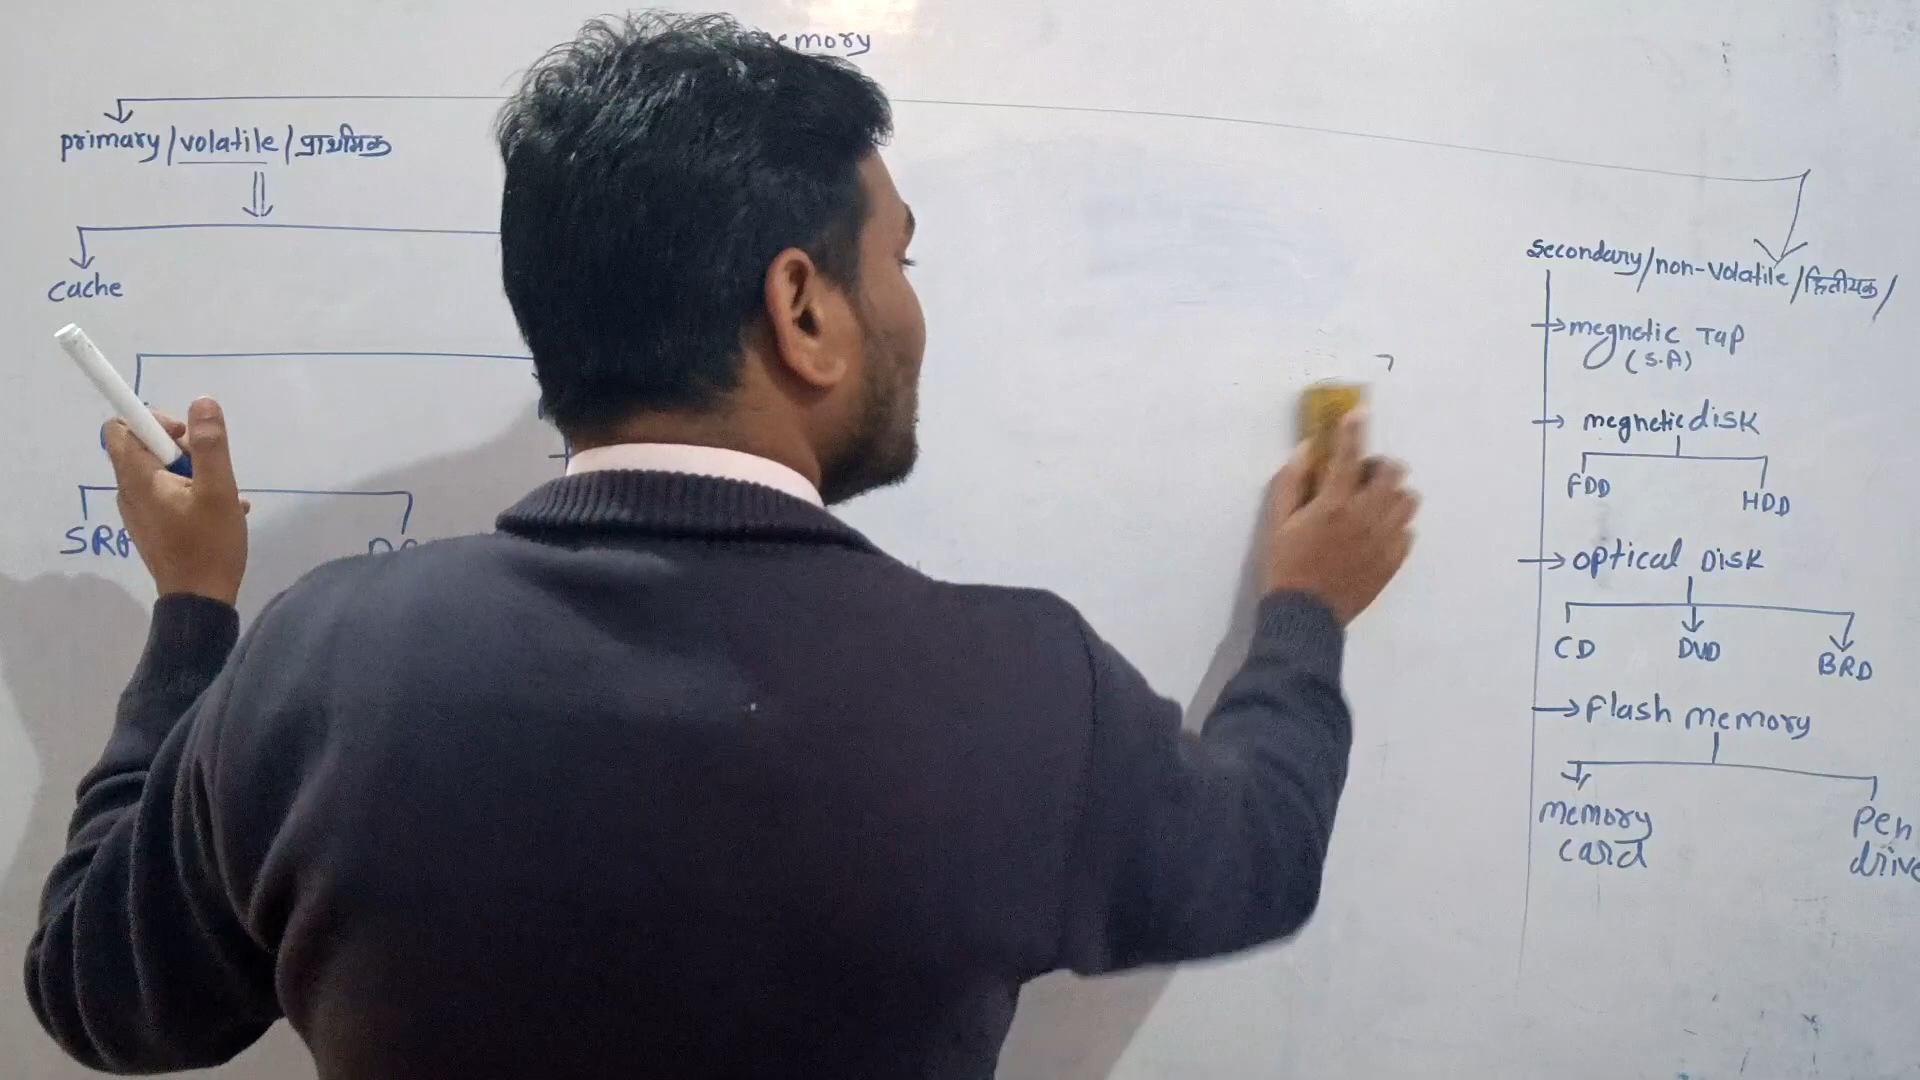 emory
primary/volatile/प्राथमिक
cache
secondary/non-volatile/द्वितीयक/
megnetic Tap
(S.A)
megnetic disk
FDD
HDD
optical Disk
CD
DVD
BRD
flash memory
memory
card
Pen
drive